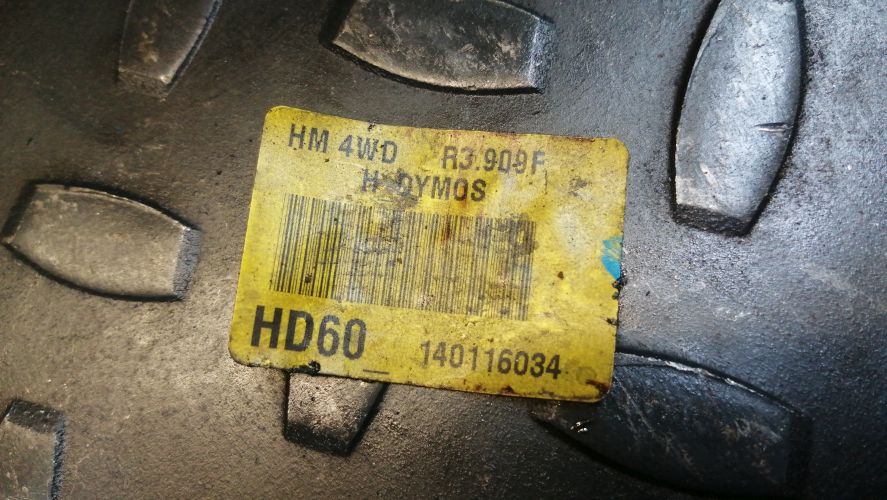 HM 4WD R3.909F
H DYMOS
HD60 _ 140116034